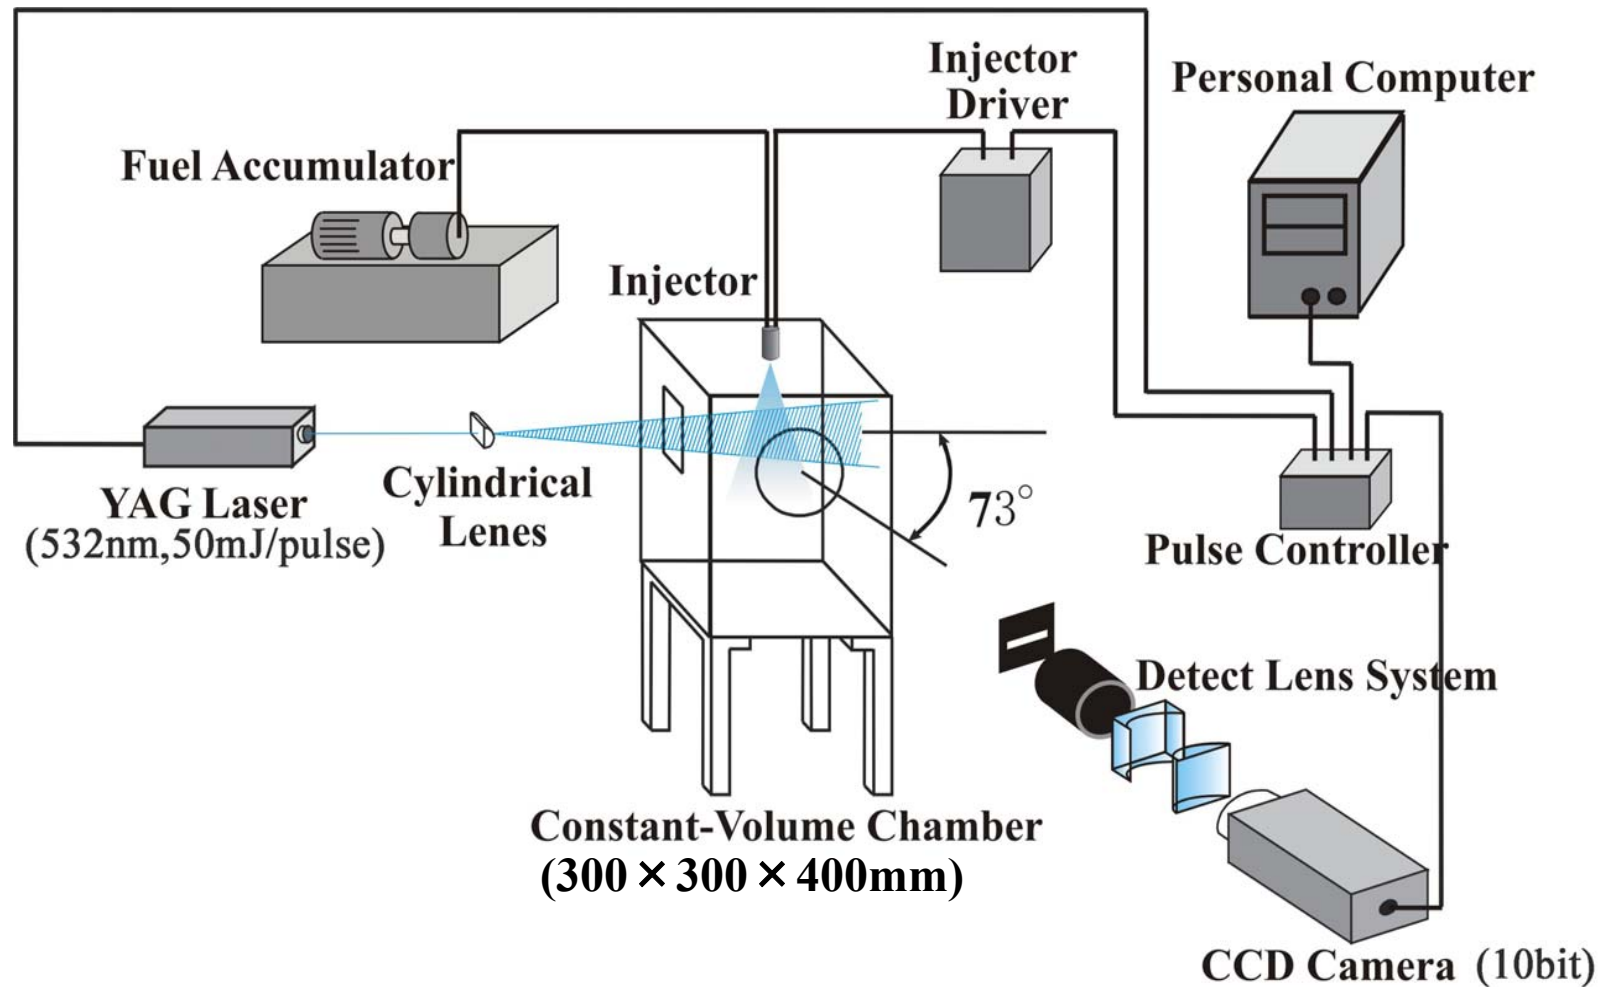 Injector
Driver
Personal Computer
Fuel Accumulator
Injector
YAG Laser
(532nm,50mJ/pulse)
Cylindrical
Lenes
73°
Pulse Controller
Detect Lens System
Constant-Volume Chamber
(300×300×400mm)
CCD Camera (10bit)